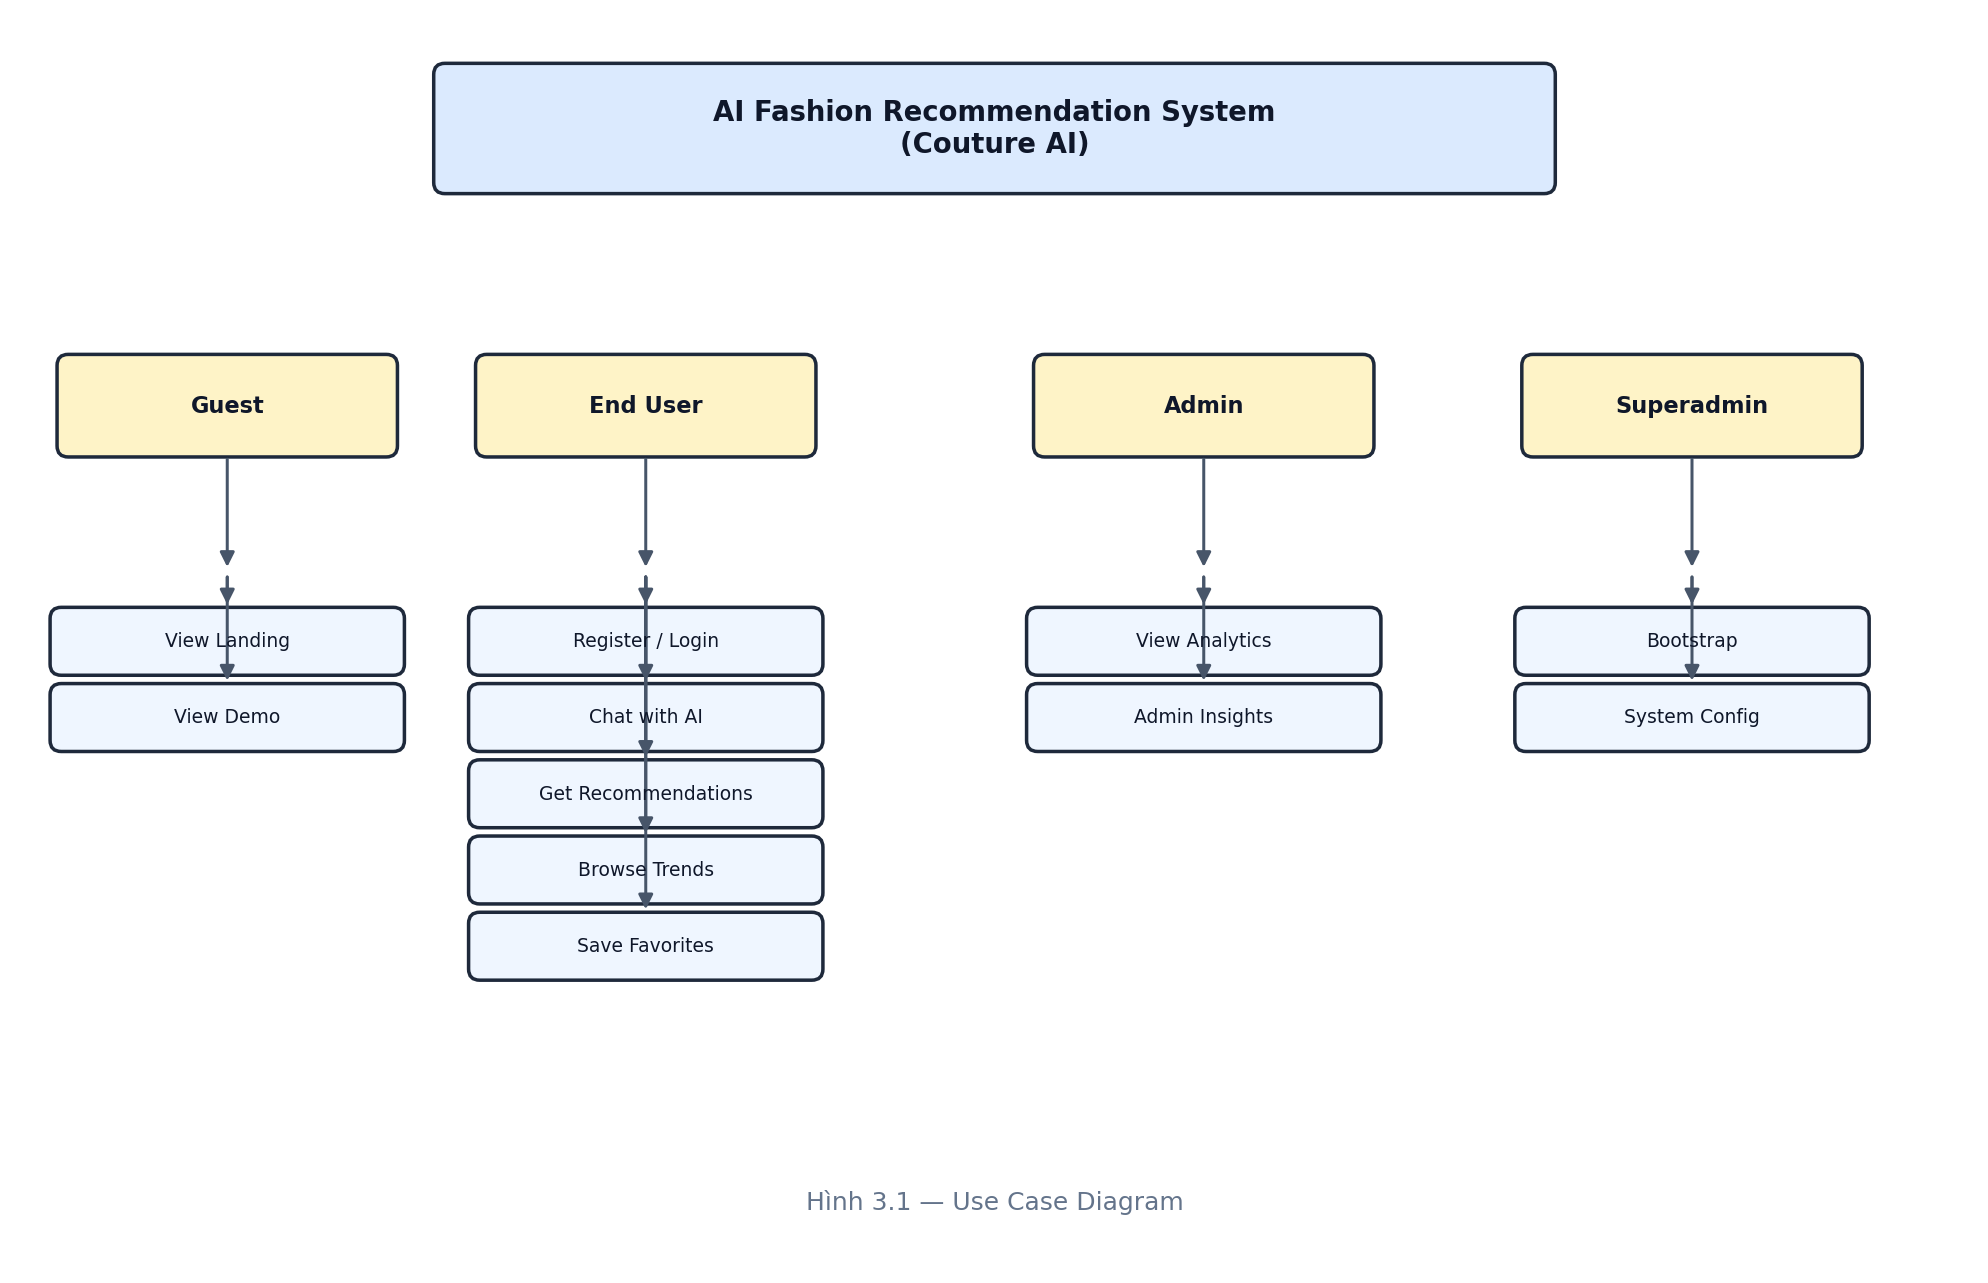 AI Fashion Recommendation System
(Couture AI)
Guest
End User
Admin
Superadmin
View Landing
Register / Login
View Analytics
Bootstrap
View Demo
Chat with AI
Admin Insights
System Config
Get Recommendations
Browse Trends
Save Favorites
Hình 3.1 — Use Case Diagram